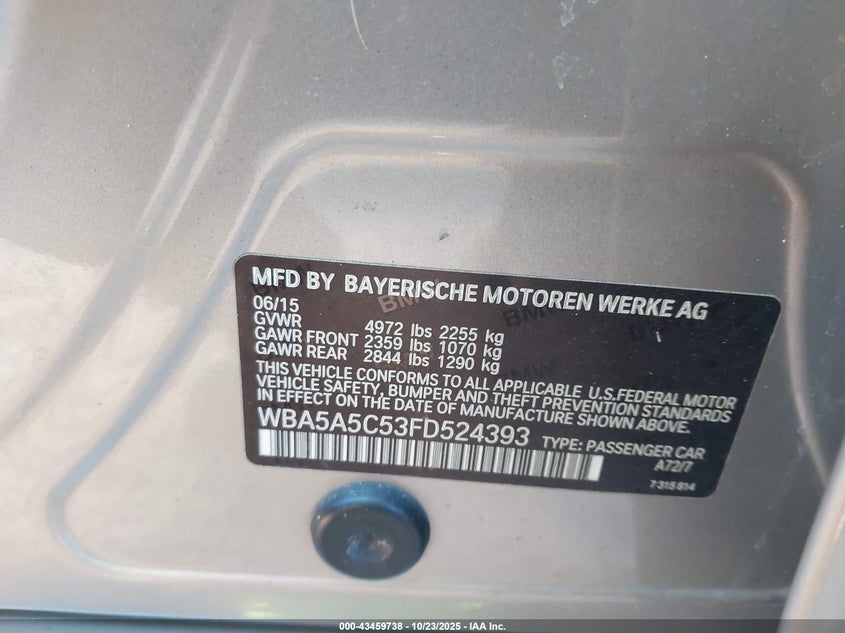 MFD BY BAYERISCHE MOTOREN WERKE AG
06/15
GVWR 4972 lbs 2255 kg
GAWR FRONT 2359 lbs 1070 kg
GAWR REAR 2844 lbs 1290 kg
THIS VEHICLE CONFORMS TO ALL APPLICABLE U.S.FEDERAL MOTOR
VEHICLE SAFETY, BUMPER AND THEFT PREVENTION STANDARDS
IN EFFECT ON THE DATE OF MANUFACTURE SHOWN ABOVE.
WBA5A5C53FD524393 TYPE: PASSENGER CAR
A72/7
7315814
000-43459738 - 10/23/2025 - IAA Inc.